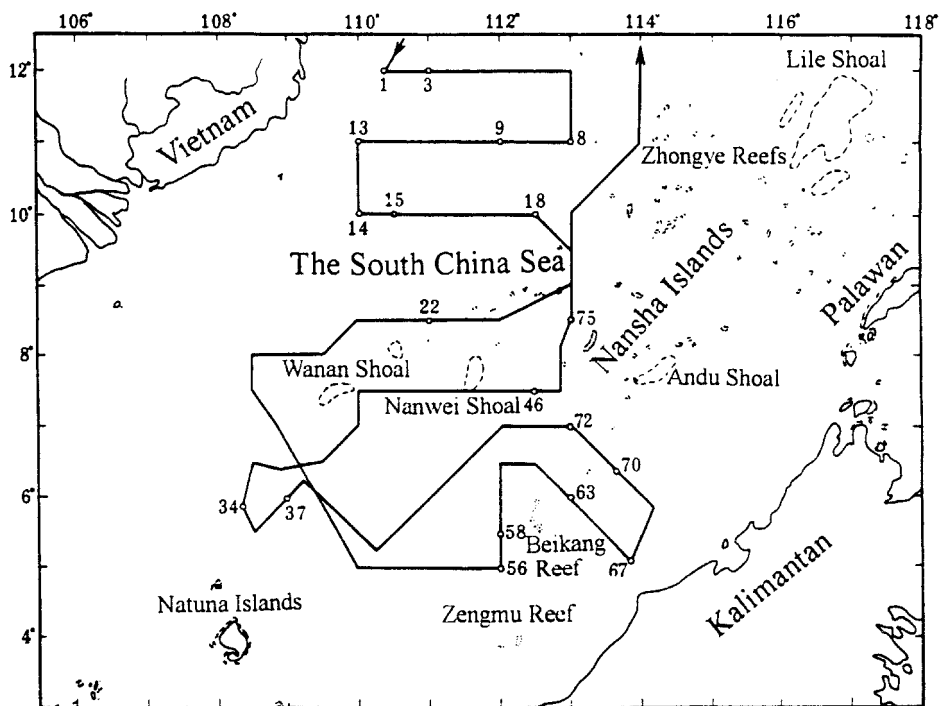 106° 108° 110° 112° 114° 116° 118°
Lile Shoal
12°
1 3
Vietnam
13 9 8
Zhongye Reefs
10°
14 15 18
The South China Sea
Nansha Islands
Palawan
22 75
8°
Wanan Shoal
Nanwei Shoal 46
Andu Shoal
72
70
6°
34 37 63
58
Beikang
Reef
56 67
Kalimantan
Natuna Islands
Zengmu Reef
4°